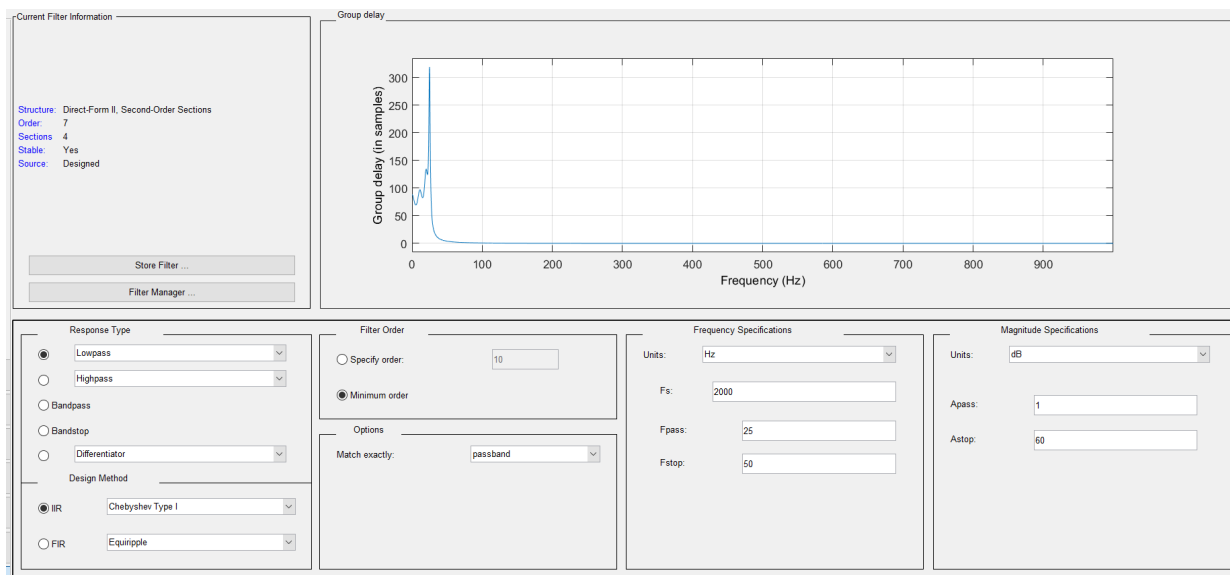 Current Filter Information
Structure: Direct-Form II, Second-Order Sections
Order: 7
Sections 4
Stable: Yes
Source: Designed
Store Filter ...
Filter Manager ...
Group delay
Group delay (in samples)
300
250
200
150
100
50
0
0 100 200 300 400 500 600 700 800 900
Frequency (Hz)
Response Type
Lowpass
Highpass
Bandpass
Bandstop
Differentiator
Design Method
IIR Chebyshev Type I
FIR Equiripple
Filter Order
Specify order: 10
Minimum order
Options
Match exactly: passband
Frequency Specifications
Units: Hz
Fs: 2000
Fpass: 25
Fstop: 50
Magnitude Specifications
Units: dB
Apass: 1
Astop: 60